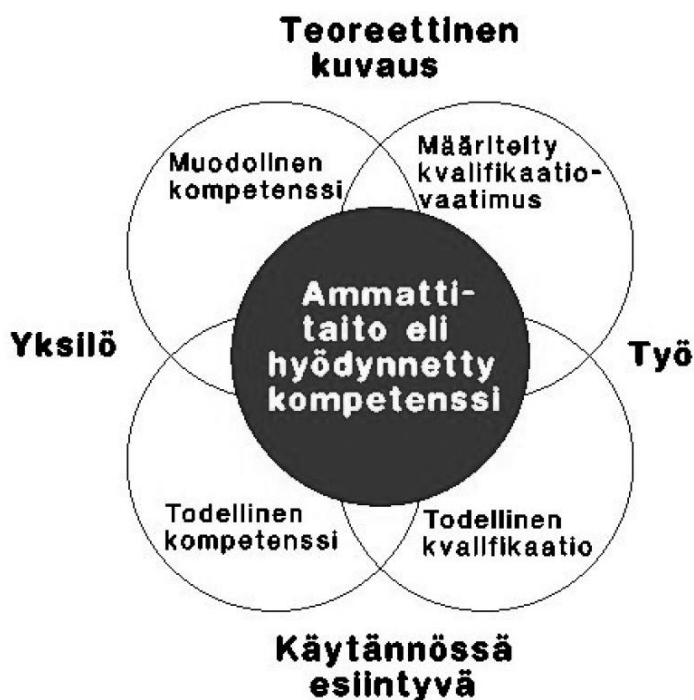 Teoreettinen
kuvaus
Muodollnen
kompetenssi
Määritelty
kvalifikaatio-
vaatimus
Yksilö
Ammatti-
taito eli
hyödynnetty
kompetenssi
Työ
Todellinen
kompetenssi
Todellinen
kvalifikaatio
Käytännössä
esiintyvä